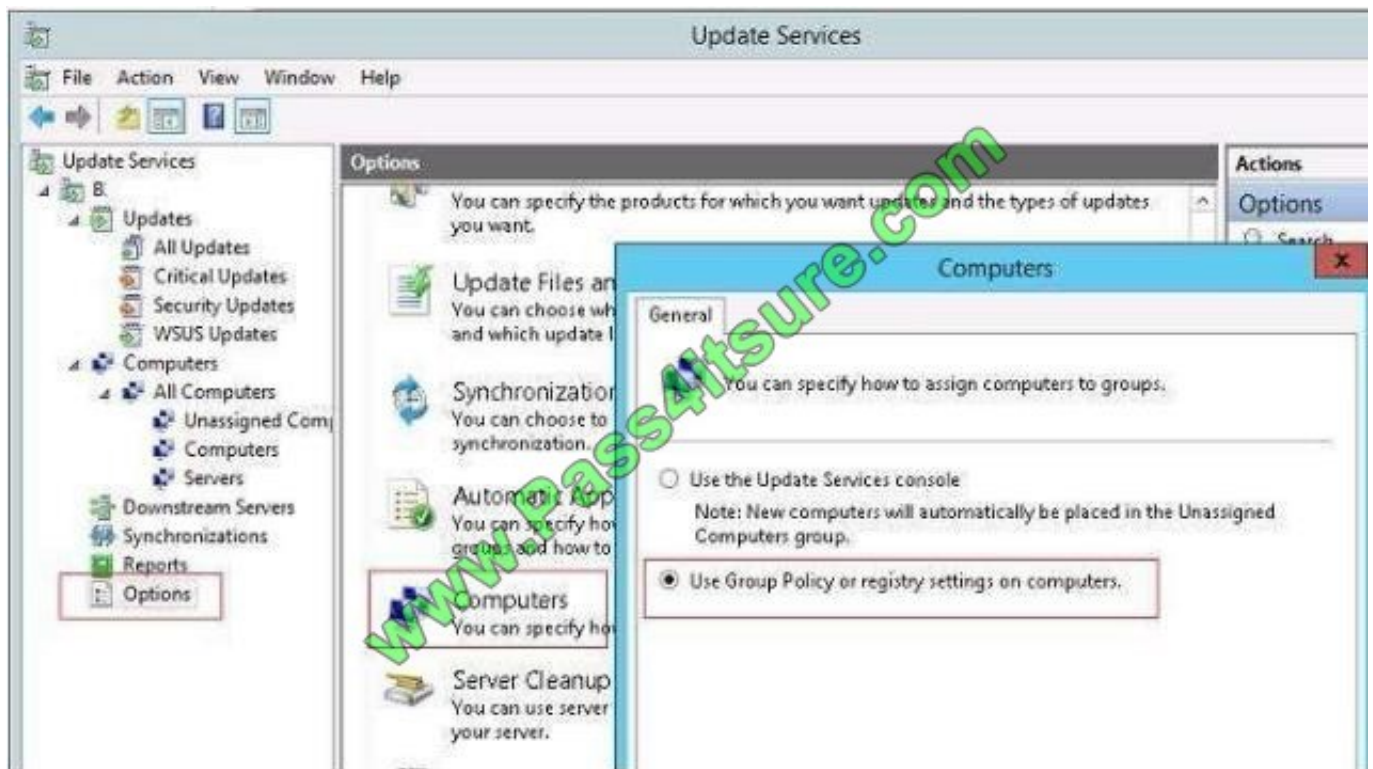 Update Services
File Action View Window Help
Update Services
B
Updates
All Updates
Critical Updates
Security Updates
WSUS Updates
Computers
All Computers
Unassigned Comp
Computers
Servers
Downstream Servers
Synchronizations
Reports
Options
Options
You can specify the products for which you want updates and the types of updates
you want.
Update Files an
You can choose wh
and which update l
Synchronization
You can choose to
synchronization.
Automatic App
You can specify how
groups and how to
Computers
You can specify how
Server Cleanup
You can use server
your server.
Actions
Options
Search
Computers
General
You can specify how to assign computers to groups.
Use the Update Services console
Note: New computers will automatically be placed in the Unassigned
Computers group.
Use Group Policy or registry settings on computers.
www.Pass4itsure.com